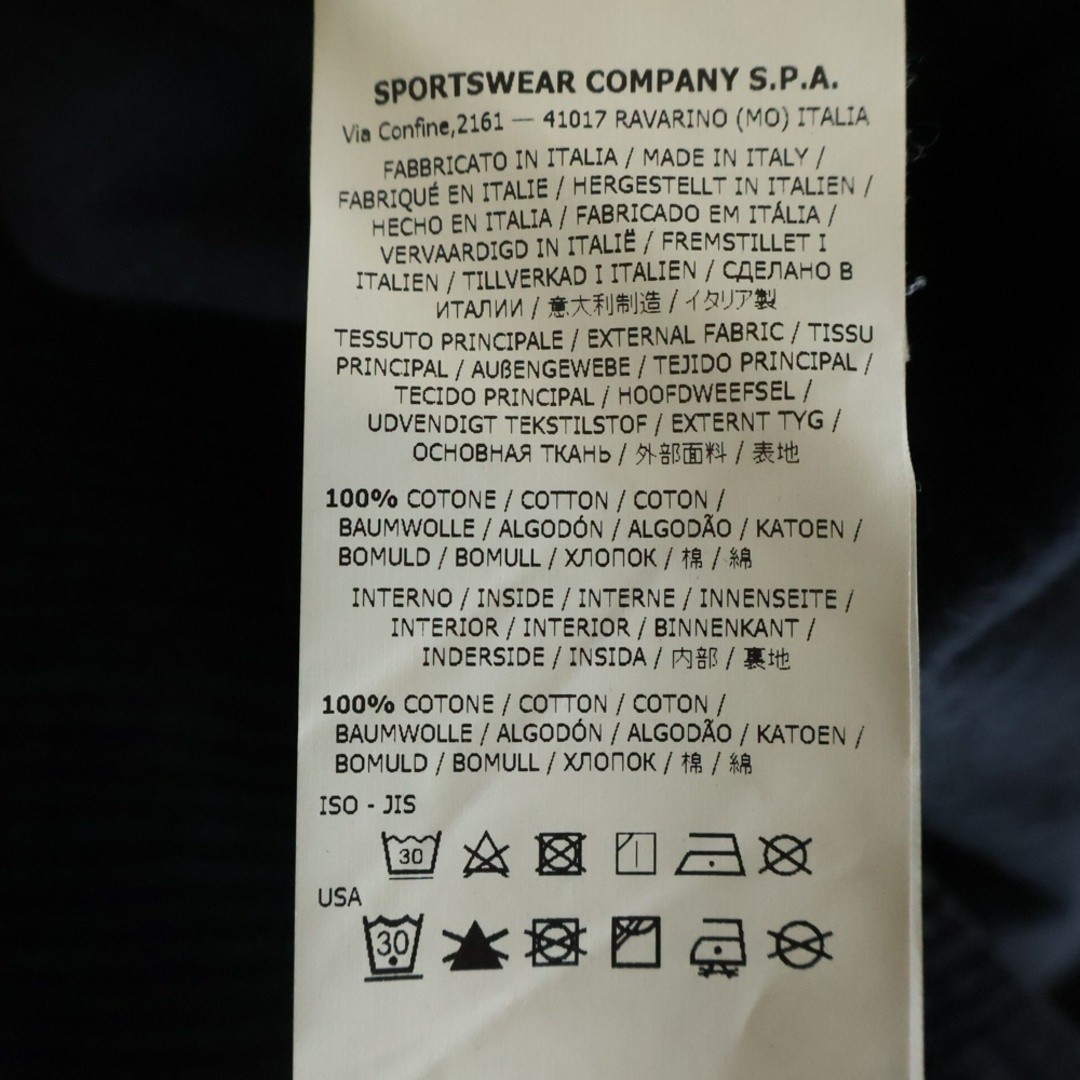 SPORTSWEAR COMPANY S.P.A.
Via Confine,2161 — 41017 RAVARINO (MO) ITALIA
FABBRICATO IN ITALIA / MADE IN ITALY /
FABRIQUÉ EN ITALIE / HERGESTELLT IN ITALIEN /
HECHO EN ITALIA / FABRICADO EM ITÁLIA /
VERVAARDIGD IN ITALIË / FREMSTILLET I
ITALIEN / TILLVERKAD I ITALIEN / СДЕЛАНО В
ИТАЛИИ / 意大利制造 / イタリア製
TESSUTO PRINCIPALE / EXTERNAL FABRIC / TISSU
PRINCIPAL / AUßENGEWEBE / TEJIDO PRINCIPAL /
TECIDO PRINCIPAL / HOOFDWEEFSEL /
UDVENDIGT TEKSTILSTOF / EXTERNT TYG /
ОСНОВНАЯ ТКАНЬ / 外部面料 / 表地
100% COTONE / COTTON / COTON /
BAUMWOLLE / ALGODÓN / ALGODÃO / KATOEN /
BOMULD / BOMULL / ХЛОПОК / 棉 / 綿
INTERNO / INSIDE / INTERNE / INNENSEITE /
INTERIOR / INTERIOR / BINNENKANT /
INDERSIDE / INSIDA / 内部 / 裏地
100% COTONE / COTTON / COTON /
BAUMWOLLE / ALGODÓN / ALGODÃO / KATOEN /
BOMULD / BOMULL / ХЛОПОК / 棉 / 綿
ISO - JIS
30
USA
30